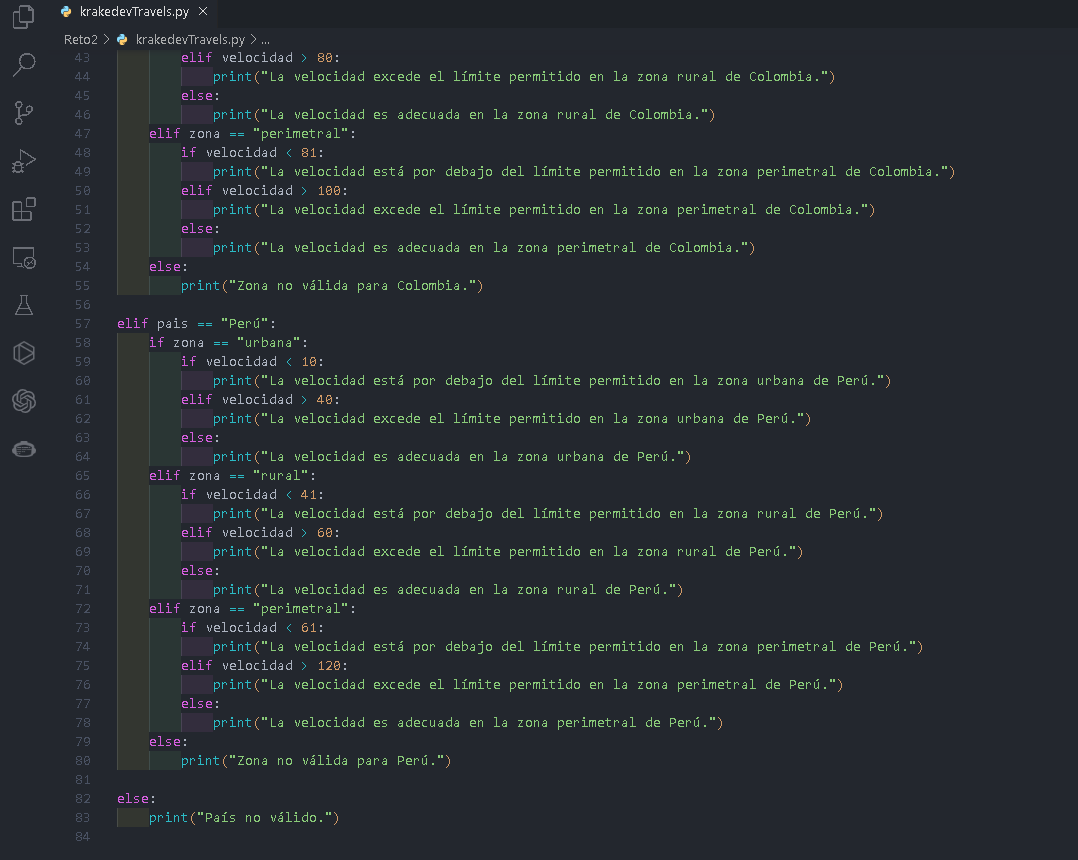 krakedevTravels.py ×
Reto2 > krakedevTravels.py > ...
43 elif velocidad > 80:
44 print("La velocidad excede el límite permitido en la zona rural de Colombia.")
45 else:
46 print("La velocidad es adecuada en la zona rural de Colombia.")
47 elif zona == "perimetral":
48 if velocidad < 81:
49 print("La velocidad está por debajo del límite permitido en la zona perimetral de Colombia.")
50 elif velocidad > 100:
51 print("La velocidad excede el límite permitido en la zona perimetral de Colombia.")
52 else:
53 print("La velocidad es adecuada en la zona perimetral de Colombia.")
54 else:
55 print("Zona no válida para Colombia.")
56
57 elif pais == "Perú":
58 if zona == "urbana":
59 if velocidad < 10:
60 print("La velocidad está por debajo del límite permitido en la zona urbana de Perú.")
61 elif velocidad > 40:
62 print("La velocidad excede el límite permitido en la zona urbana de Perú.")
63 else:
64 print("La velocidad es adecuada en la zona urbana de Perú.")
65 elif zona == "rural":
66 if velocidad < 41:
67 print("La velocidad está por debajo del límite permitido en la zona rural de Perú.")
68 elif velocidad > 60:
69 print("La velocidad excede el límite permitido en la zona rural de Perú.")
70 else:
71 print("La velocidad es adecuada en la zona rural de Perú.")
72 elif zona == "perimetral":
73 if velocidad < 61:
74 print("La velocidad está por debajo del límite permitido en la zona perimetral de Perú.")
75 elif velocidad > 120:
76 print("La velocidad excede el límite permitido en la zona perimetral de Perú.")
77 else:
78 print("La velocidad es adecuada en la zona perimetral de Perú.")
79 else:
80 print("Zona no válida para Perú.")
81
82 else:
83 print("País no válido.")
84